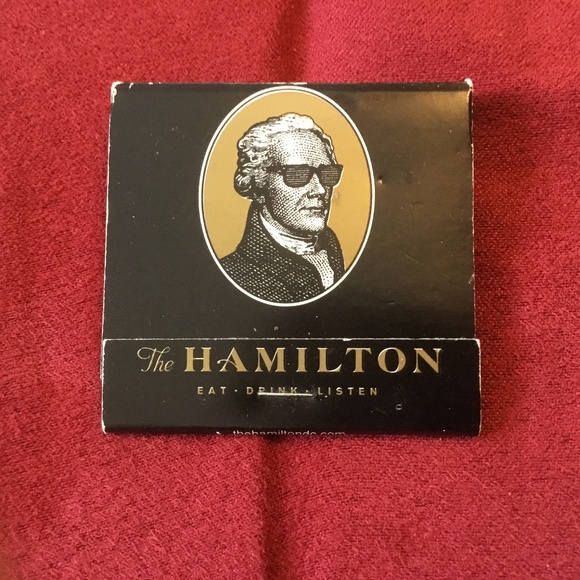 The HAMILTON
EAT · DRINK · LISTEN
thehamiltondc.com